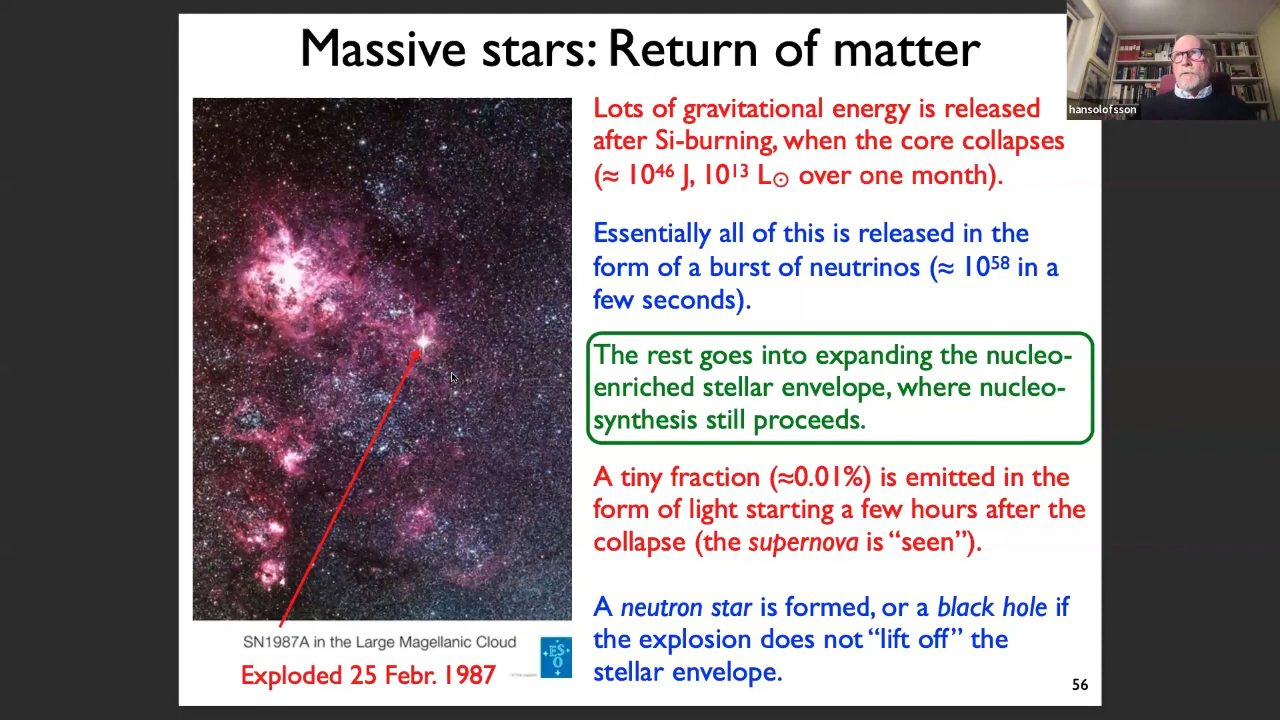 Massive stars: Return of matter
hansolofsson
Lots of gravitational energy is released
after Si-burning, when the core collapses
(≈ 10⁴⁶ J, 10¹³ L☉ over one month).
Essentially all of this is released in the
form of a burst of neutrinos (≈ 10⁵⁸ in a
few seconds).
The rest goes into expanding the nucleo-
enriched stellar envelope, where nucleo-
synthesis still proceeds.
A tiny fraction (≈0.01%) is emitted in the
form of light starting a few hours after the
collapse (the supernova is “seen”).
A neutron star is formed, or a black hole if
the explosion does not “lift off” the
stellar envelope.
SN1987A in the Large Magellanic Cloud
ES
O
Exploded 25 Febr. 1987
56